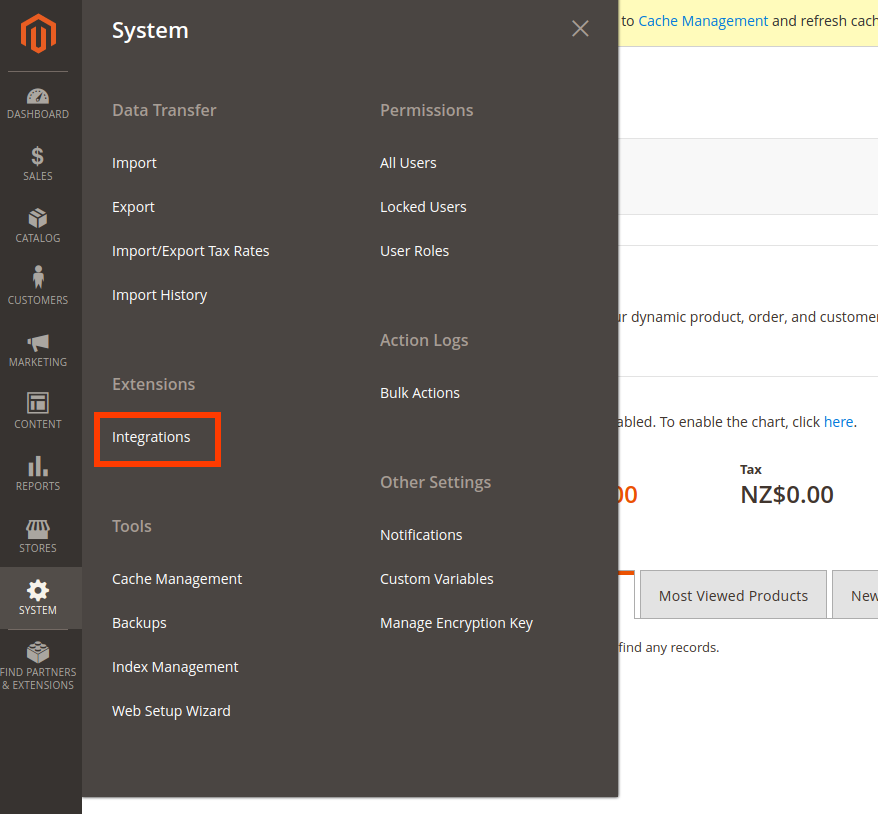 DASHBOARD
SALES
CATALOG
CUSTOMERS
MARKETING
CONTENT
REPORTS
STORES
SYSTEM
FIND PARTNERS
& EXTENSIONS
System
Data Transfer
Import
Export
Import/Export Tax Rates
Import History
Extensions
Integrations
Tools
Cache Management
Backups
Index Management
Web Setup Wizard
Permissions
All Users
Locked Users
User Roles
Action Logs
Bulk Actions
Other Settings
Notifications
Custom Variables
Manage Encryption Key
to Cache Management and refresh cach
ur dynamic product, order, and custome
abled. To enable the chart, click here.
00
Tax
NZ$0.00
Most Viewed Products
New
find any records.